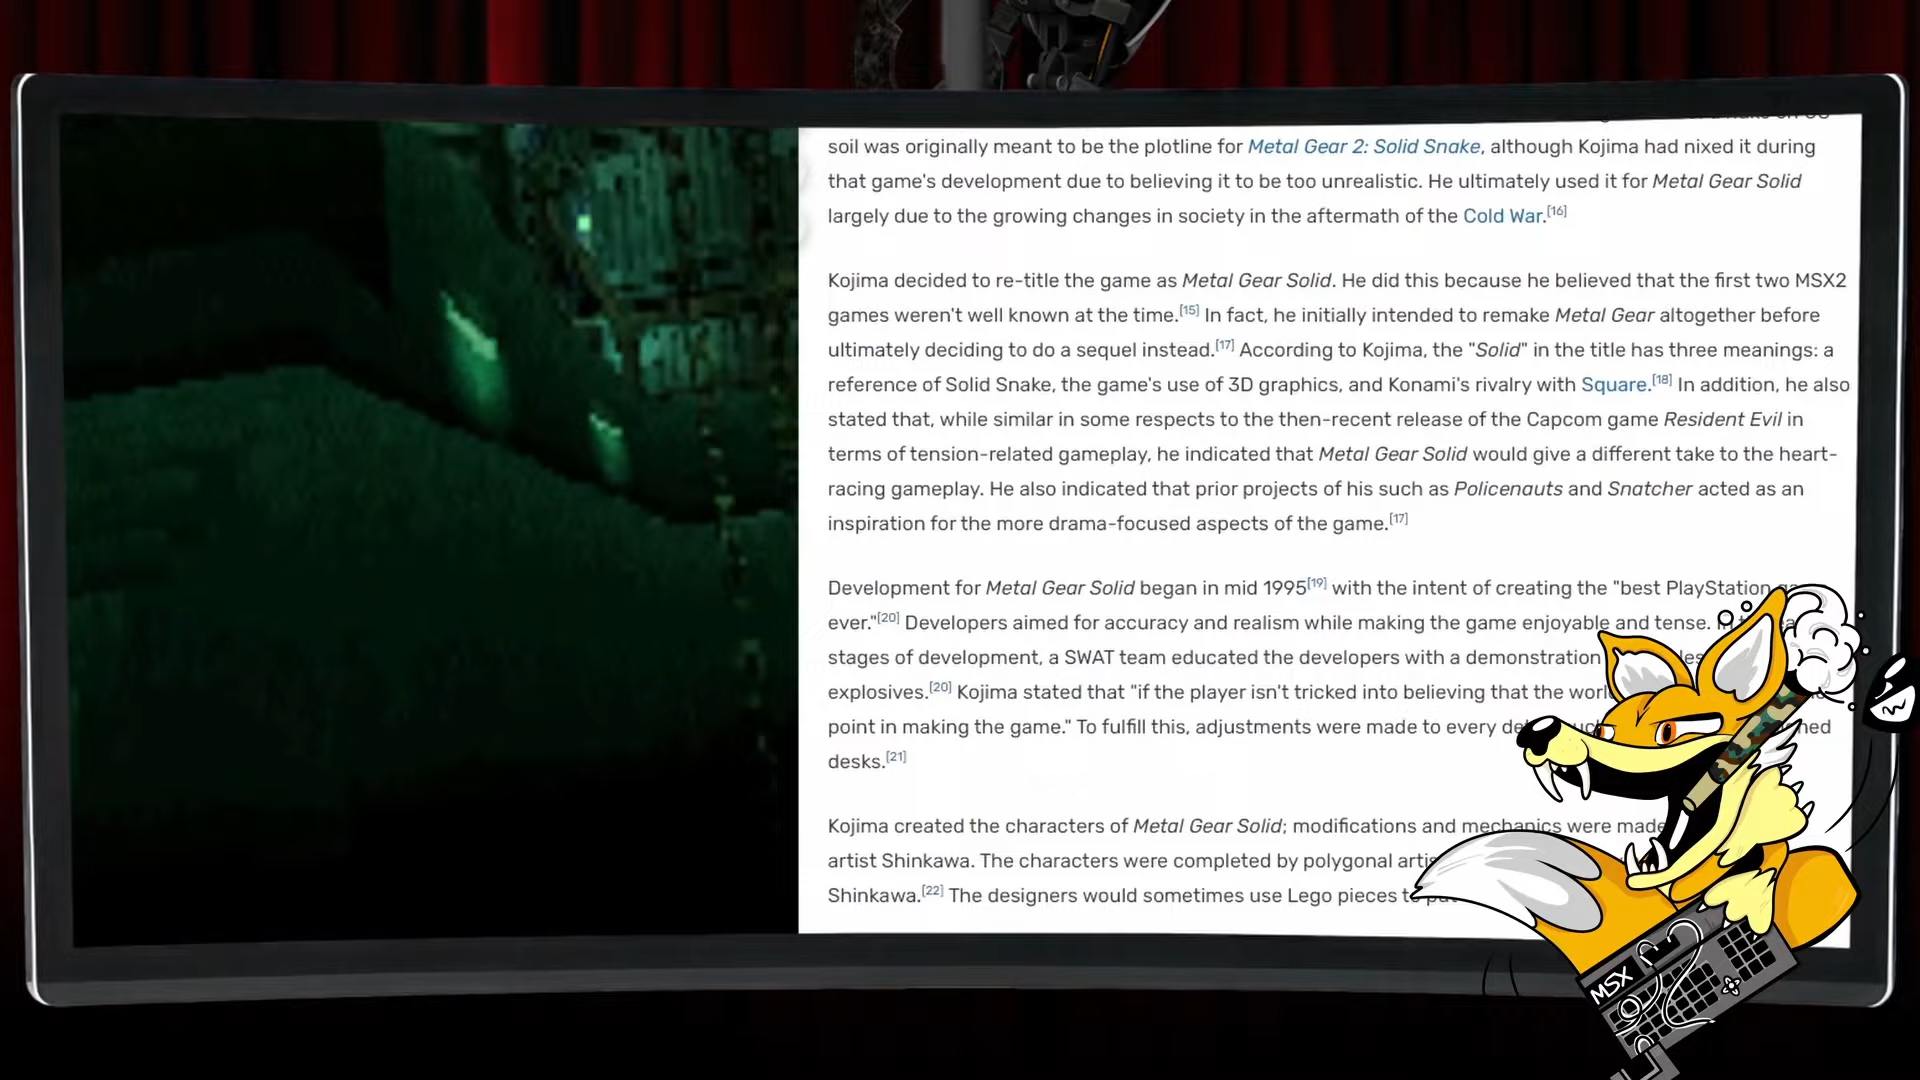 soil was originally meant to be the plotline for Metal Gear 2: Solid Snake, although Kojima had nixed it during
that game's development due to believing it to be too unrealistic. He ultimately used it for Metal Gear Solid
largely due to the growing changes in society in the aftermath of the Cold War.[16]
Kojima decided to re-title the game as Metal Gear Solid. He did this because he believed that the first two MSX2
games weren't well known at the time.[15] In fact, he initially intended to remake Metal Gear altogether before
ultimately deciding to do a sequel instead.[17] According to Kojima, the "Solid" in the title has three meanings: a
reference of Solid Snake, the game's use of 3D graphics, and Konami's rivalry with Square.[18] In addition, he also
stated that, while similar in some respects to the then-recent release of the Capcom game Resident Evil in
terms of tension-related gameplay, he indicated that Metal Gear Solid would give a different take to the heart-
racing gameplay. He also indicated that prior projects of his such as Policenauts and Snatcher acted as an
inspiration for the more drama-focused aspects of the game.[17]
Development for Metal Gear Solid began in mid 1995[19] with the intent of creating the "best PlayStation
ever."[20] Developers aimed for accuracy and realism while making the game enjoyable and tense.
stages of development, a SWAT team educated the developers with a demonstration
explosives.[20] Kojima stated that "if the player isn't tricked into believing that the
point in making the game." To fulfill this, adjustments were made to every
desks.[21]
Kojima created the characters of Metal Gear Solid; modifications and mechanics were made
artist Shinkawa. The characters were completed by polygonal
Shinkawa.[22] The designers would sometimes use Lego pieces
MSX